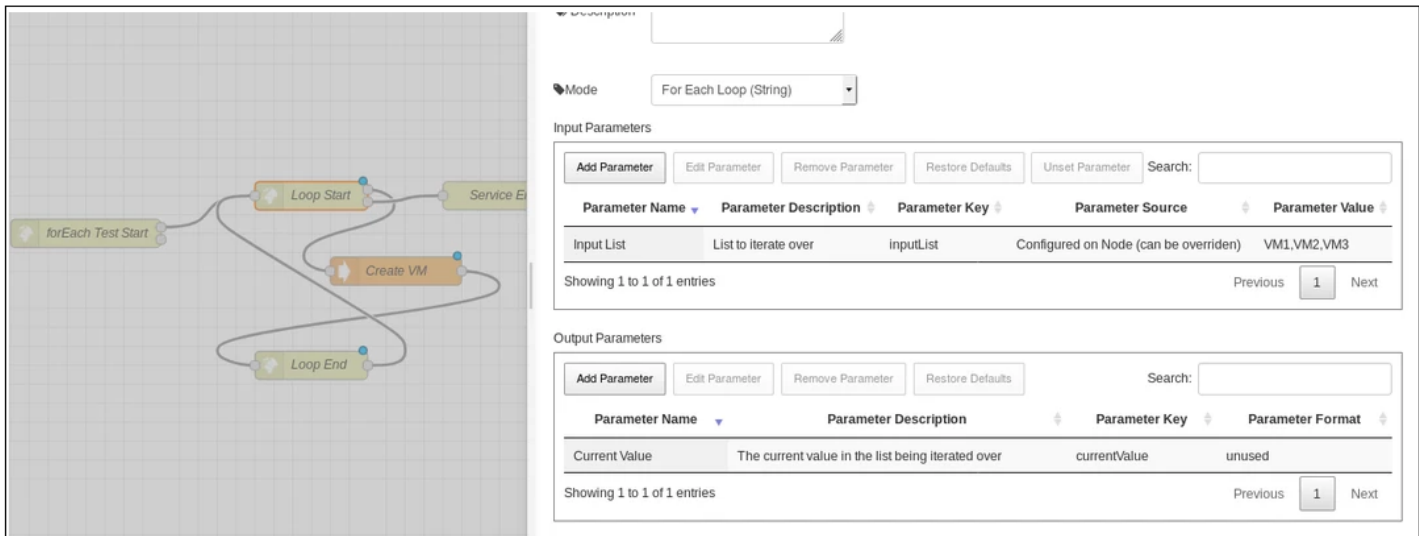 Description
Mode For Each Loop (String)
Input Parameters
Add Parameter Edit Parameter Remove Parameter Restore Defaults Unset Parameter Search:
Parameter Name Parameter Description Parameter Key Parameter Source Parameter Value
Input List List to iterate over inputList Configured on Node (can be overriden) VM1,VM2,VM3
Showing 1 to 1 of 1 entries Previous 1 Next
Output Parameters
Add Parameter Edit Parameter Remove Parameter Restore Defaults Search:
Parameter Name Parameter Description Parameter Key Parameter Format
Current Value The current value in the list being iterated over currentValue unused
Showing 1 to 1 of 1 entries Previous 1 Next
Loop Start
Service E
forEach Test Start
Create VM
Loop End